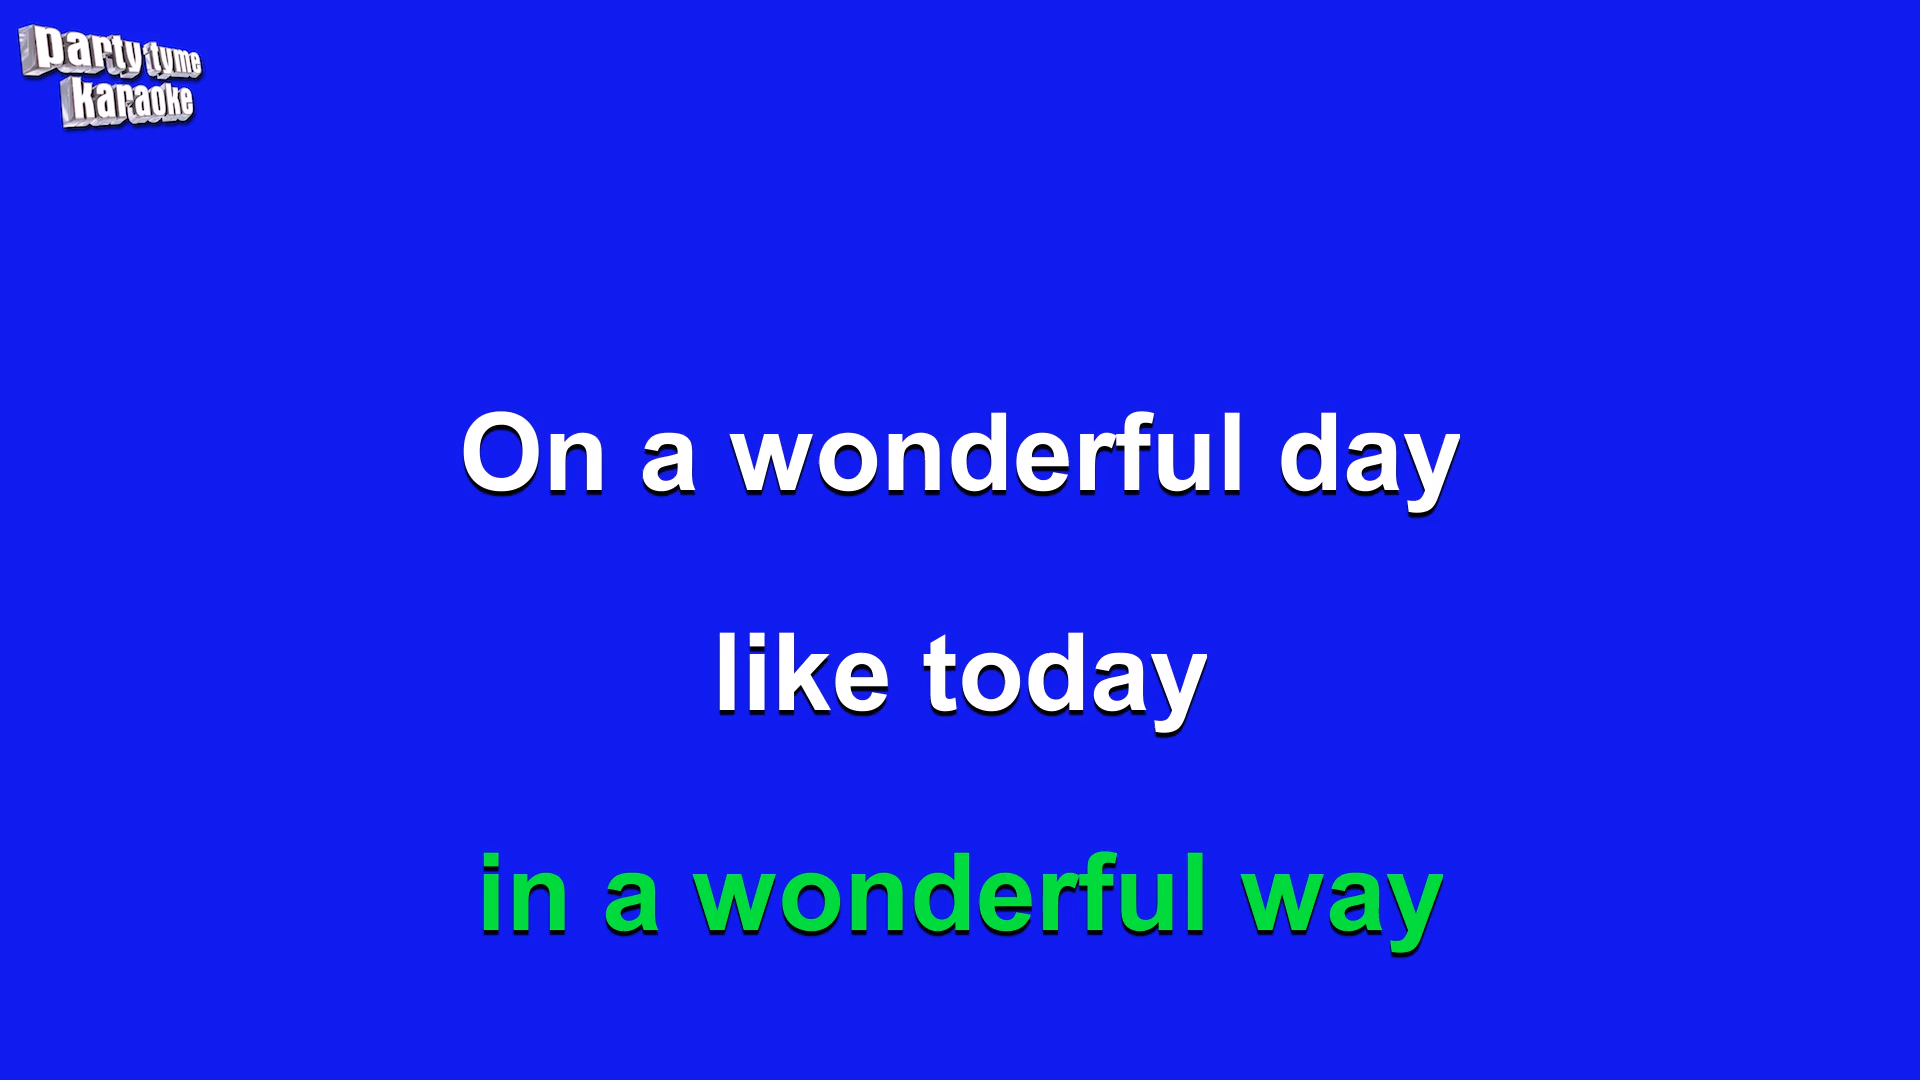 party tyme
karaoke
On a wonderful day
like today
in a wonderful way